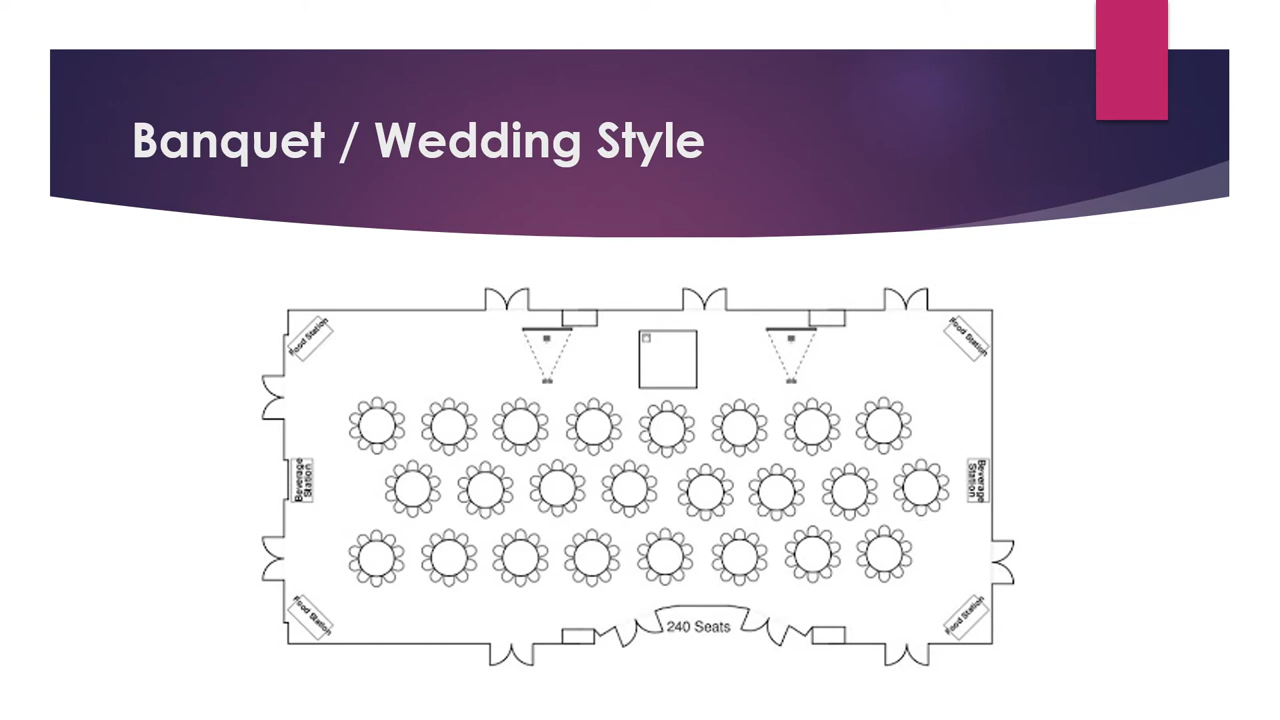 Banquet / Wedding Style
Food Station
Food Station
Beverage
Station
Beverage
Station
Food Station
Food Station
240 Seats